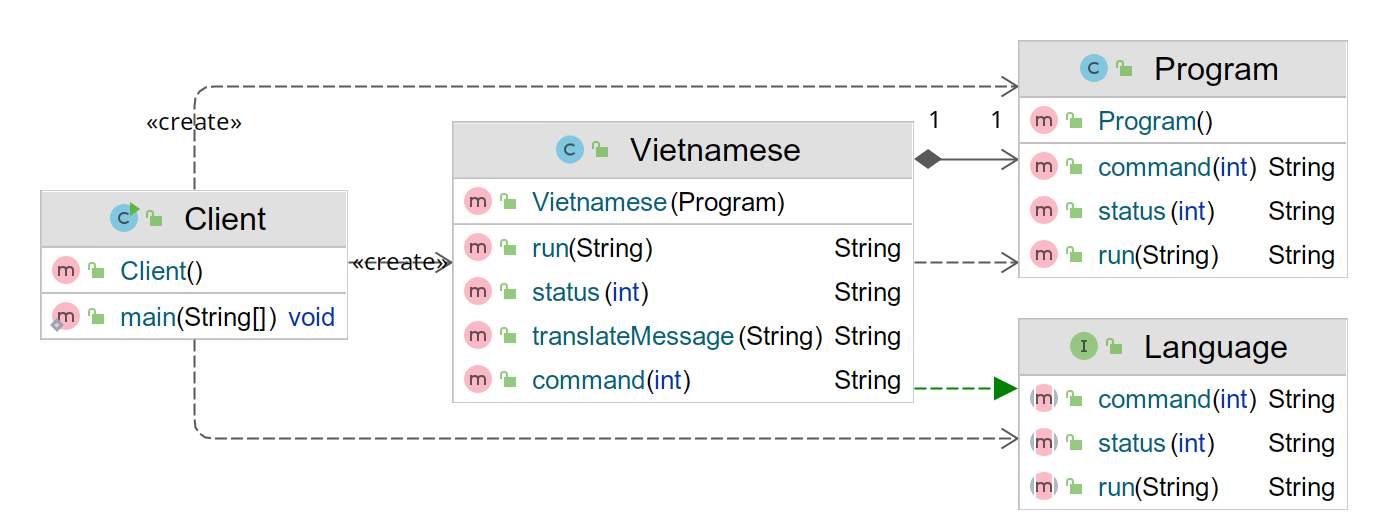 Program
Program()
command(int) String
status(int) String
run(String) String
«create»
1 1
Vietnamese
Vietnamese(Program)
run(String) String
status(int) String
translateMessage(String) String
command(int) String
Client
Client()
main(String[]) void
«create»
Language
command(int) String
status(int) String
run(String) String